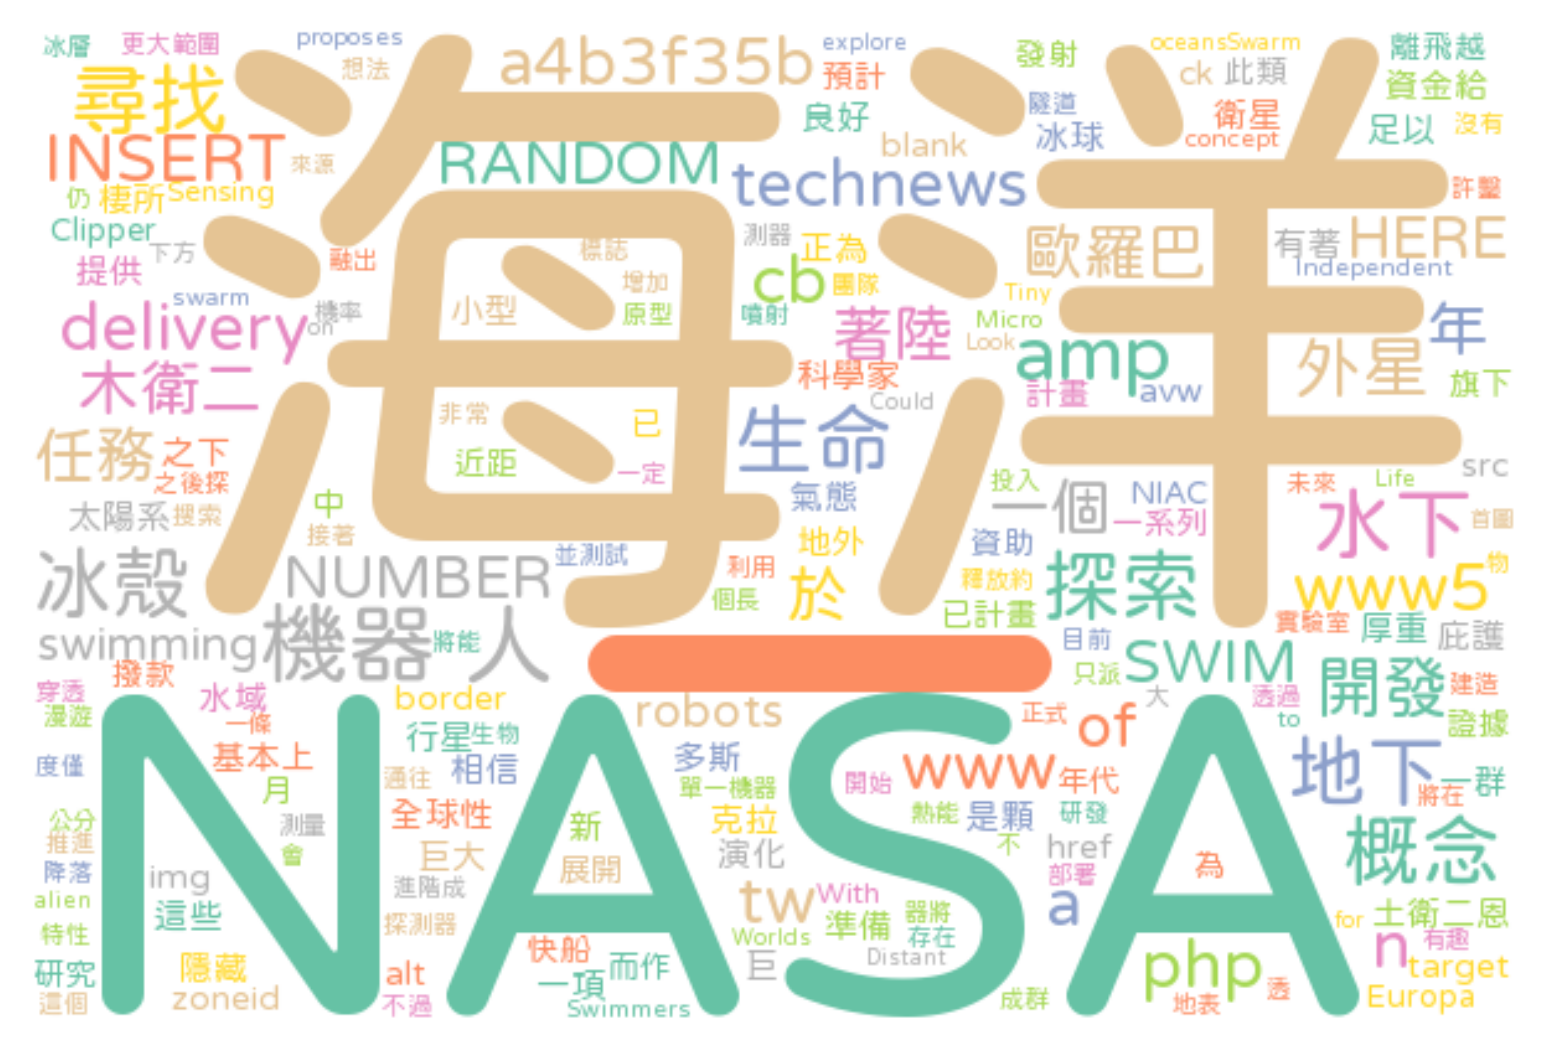 冰層 更大範圍 proposes 想法 a4b3f35b explore 預計 發射 oceansSwarm ck 此類 離飛越
尋找 海洋 良好 隧道 冰球 衛星 concept 資金給 足以 沒有
INSERT 來源 RANDOM blank technews 許鑿
仍 棲所 Sensing
Clipper 下方 融出 標誌 測器 正為 歐羅巴 有著 HERE
提供 swarm 機率 增加 cb 團隊 Tiny Independent
delivery on 小型 原型 噴射 著陸 Micro Look amp 外星 年
木衛二 科學家 Could 計畫 avw 旗下
任務 之下 非常 已 生命 src
之後探 近距 一定 投入 NIAC 未來 Life
太陽系 搜索 中 接著 氣態 一個 一系列 水下 首圖
冰殼 NUMBER 並測試 利用 地外 資助 探索 www5 物
個長 於 釋放約 已計畫 實驗室 厚重 庇護
swimming 機器人 將能 _ 目前 SWIM
撥款 只派 開發 建造
穿透 漫遊 水域 一條 border robots 正式 of 大 透過 to 證據
NASA
度僅 基本上 行星 生物 相信 多斯 www 年代 地下 一群
月 通往 單一機器 開始 將在
公分 推進 測量 會 全球性 新 克拉 熱能 是顆 研發 概念
降落 img 巨大 展開 演化 不 href 部署 為
alien 這些 進階成 tw With a for 土衛二恩
特性 探測器 快船 Worlds 準備 器將 存在 n 有趣
研究 隱藏 alt 一項 而作 巨 Distant php 透 target
這個 zoneid 不過 Swimmers 成群 地表 Europa